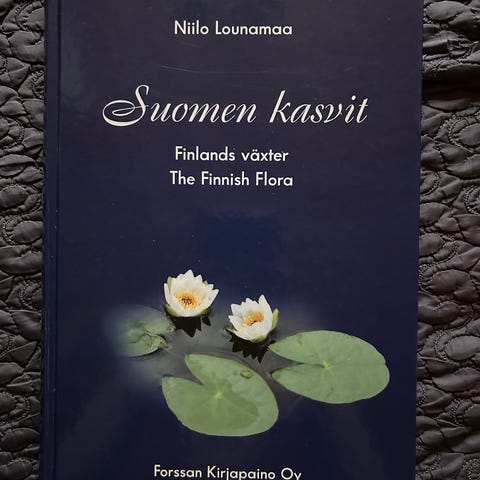 Niilo Lounamaa
Suomen kasvit
Finlands växter
The Finnish Flora
Forssan Kirjapaino Oy